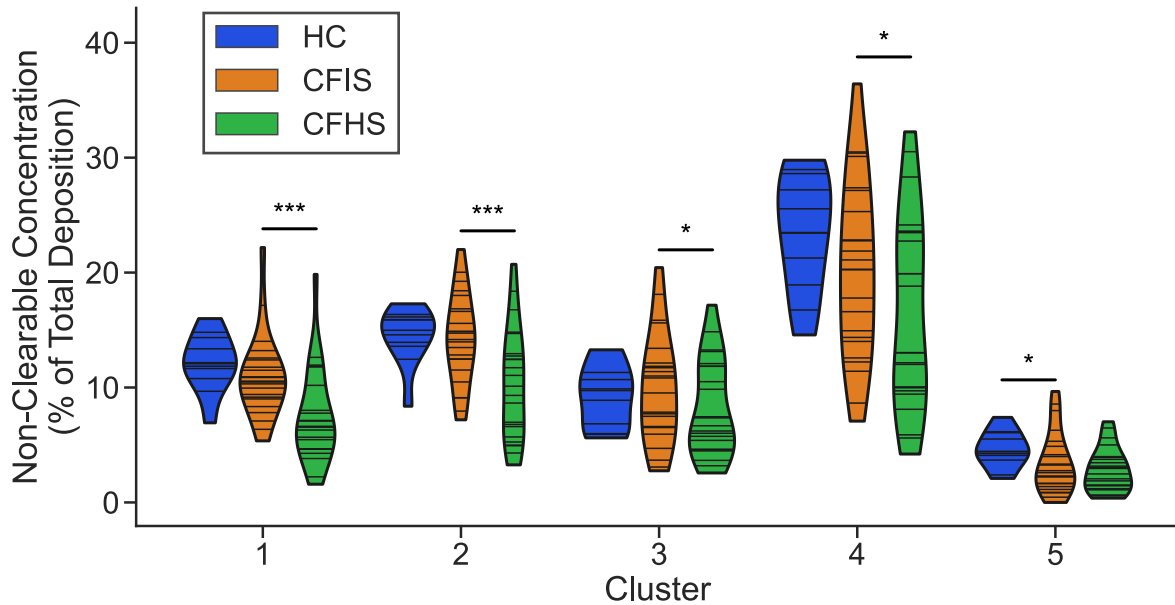 Non-Clearable Concentration
(% of Total Deposition)
40
30
20
10
0
HC
CFIS
CFHS
***
***
*
*
*
1
2
3
4
5
Cluster